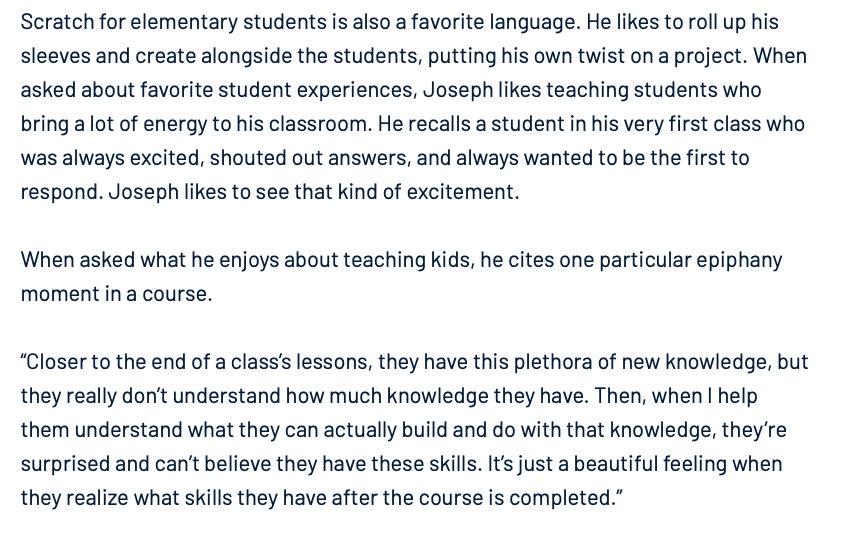 Scratch for elementary students is also a favorite language. He likes to roll up his
sleeves and create alongside the students, putting his own twist on a project. When
asked about favorite student experiences, Joseph likes teaching students who
bring a lot of energy to his classroom. He recalls a student in his very first class who
was always excited, shouted out answers, and always wanted to be the first to
respond. Joseph likes to see that kind of excitement.
When asked what he enjoys about teaching kids, he cites one particular epiphany
moment in a course.
“Closer to the end of a class’s lessons, they have this plethora of new knowledge, but
they really don’t understand how much knowledge they have. Then, when I help
them understand what they can actually build and do with that knowledge, they’re
surprised and can’t believe they have these skills. It’s just a beautiful feeling when
they realize what skills they have after the course is completed.”